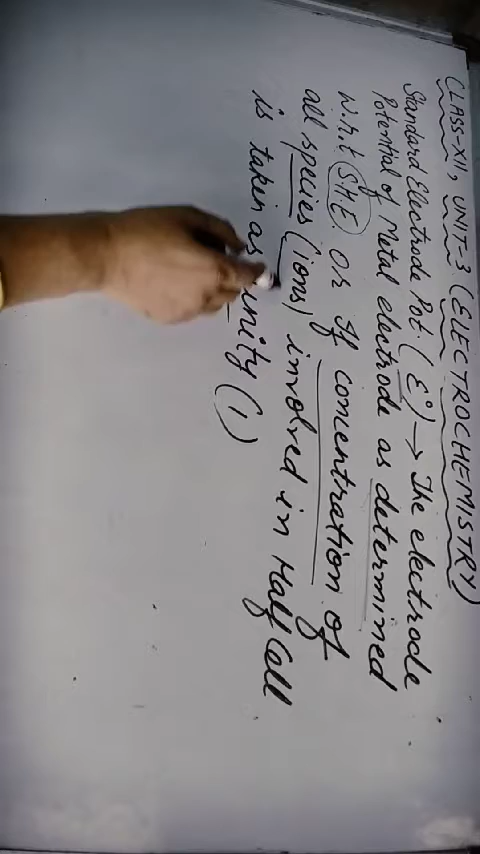 CLASS-XII, UNIT-3 (ELECTROCHEMISTRY)
Standard Electrode Pot. (E°) → The electrode
Potential of Metal electrode as determined
w.r.t SHE. or If concentration of
all species (ions) involved in Half Cell
is taken as unity (1)